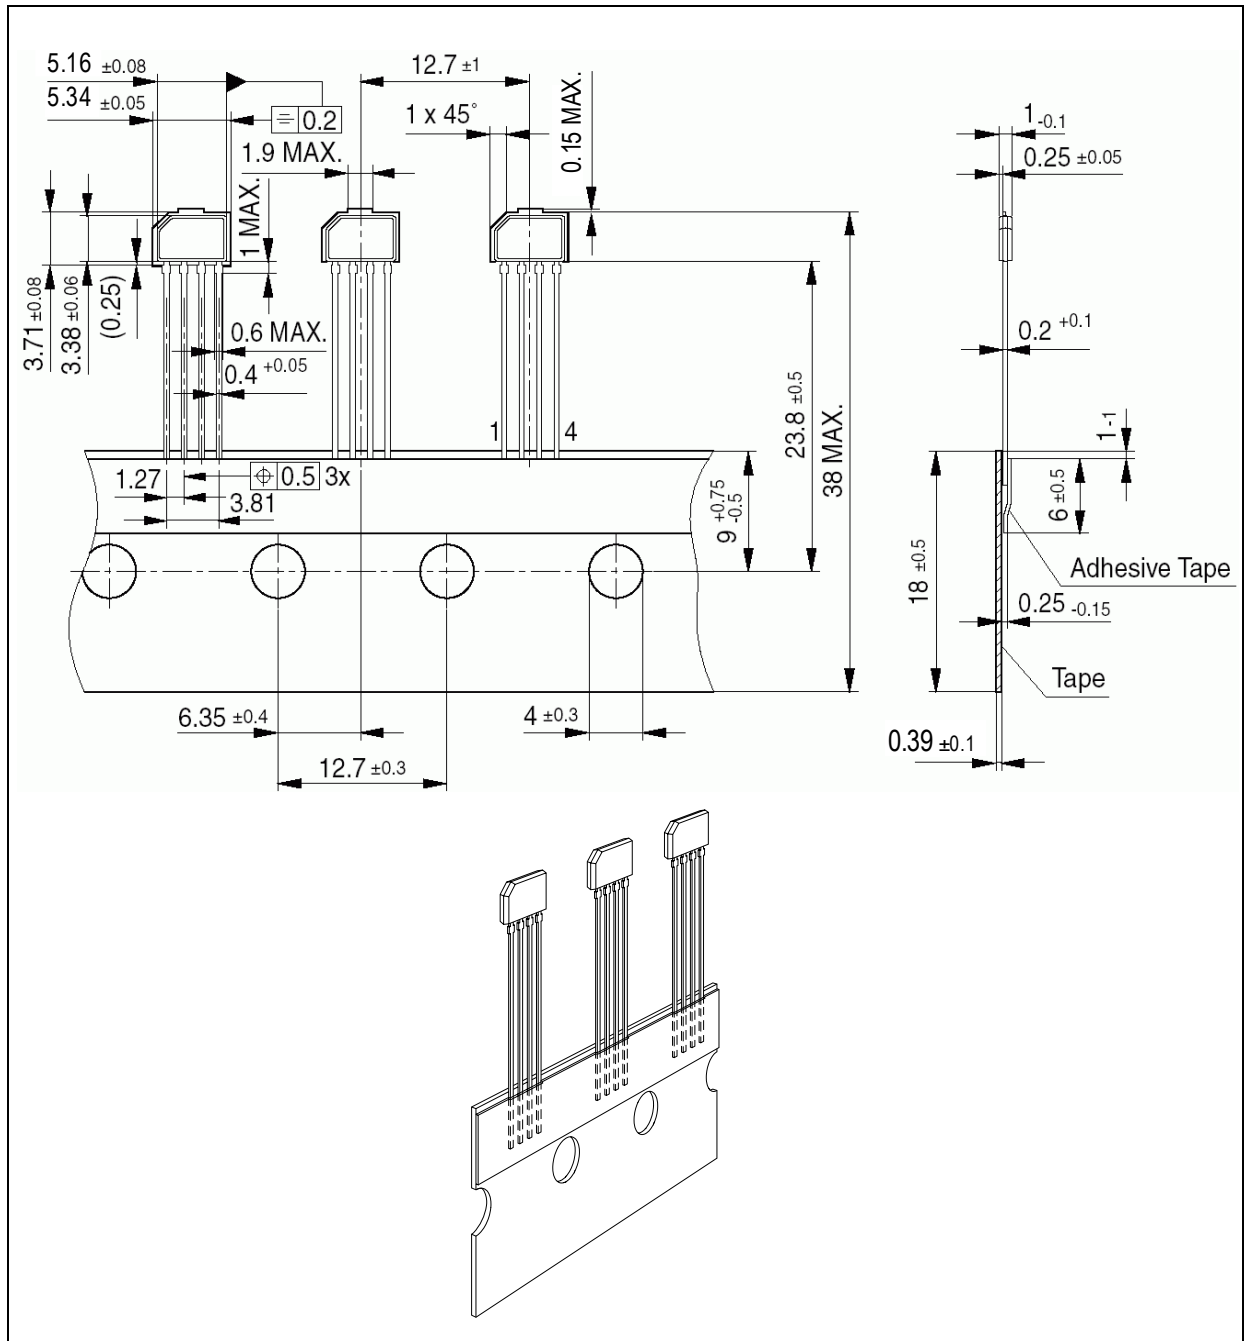 5.16 ±0.08
12.7 ±1
5.34 ±0.05
⌯ 0.2
1 x 45°
0.15 MAX.
1 -0.1
1.9 MAX.
0.25 ±0.05
1 MAX.
3.71 ±0.08
3.38 ±0.06
(0.25)
0.6 MAX.
0.4 +0.05
0.2 +0.1
1 4
23.8 ±0.5
38 MAX.
1 -1
1.27
⌖ 0.5 3x
3.81
9 +0.75 -0.5
6 ±0.5
18 ±0.5
Adhesive Tape
0.25 -0.15
Tape
6.35 ±0.4
4 ±0.3
0.39 ±0.1
12.7 ±0.3